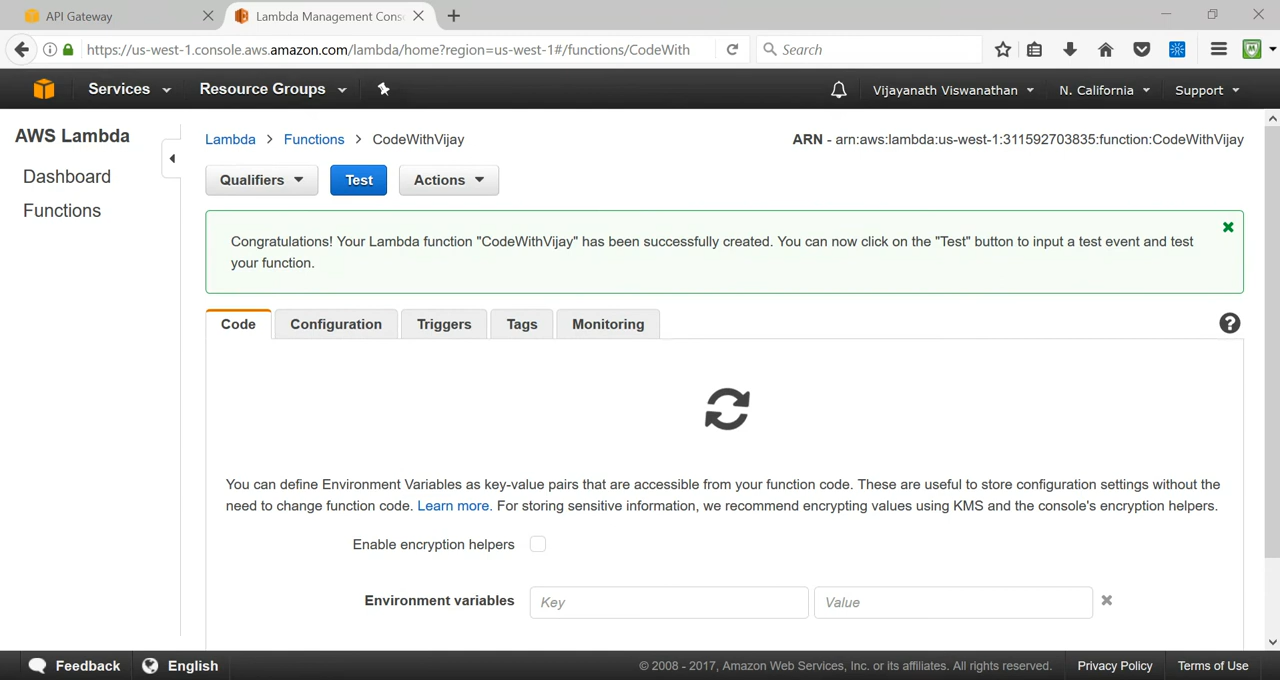 API Gateway
Lambda Management Cons
https://us-west-1.console.aws.amazon.com/lambda/home?region=us-west-1#/functions/CodeWith
Search
Services
Resource Groups
Vijayanath Viswanathan
N. California
Support
AWS Lambda
Dashboard
Functions
Lambda > Functions > CodeWithVijay
ARN - arn:aws:lambda:us-west-1:311592703835:function:CodeWithVijay
Qualifiers
Test
Actions
Congratulations! Your Lambda function "CodeWithVijay" has been successfully created. You can now click on the "Test" button to input a test event and test
your function.
Code
Configuration
Triggers
Tags
Monitoring
?
You can define Environment Variables as key-value pairs that are accessible from your function code. These are useful to store configuration settings without the
need to change function code. Learn more. For storing sensitive information, we recommend encrypting values using KMS and the console's encryption helpers.
Enable encryption helpers
Environment variables
Key
Value
Feedback
English
© 2008 - 2017, Amazon Web Services, Inc. or its affiliates. All rights reserved.
Privacy Policy
Terms of Use